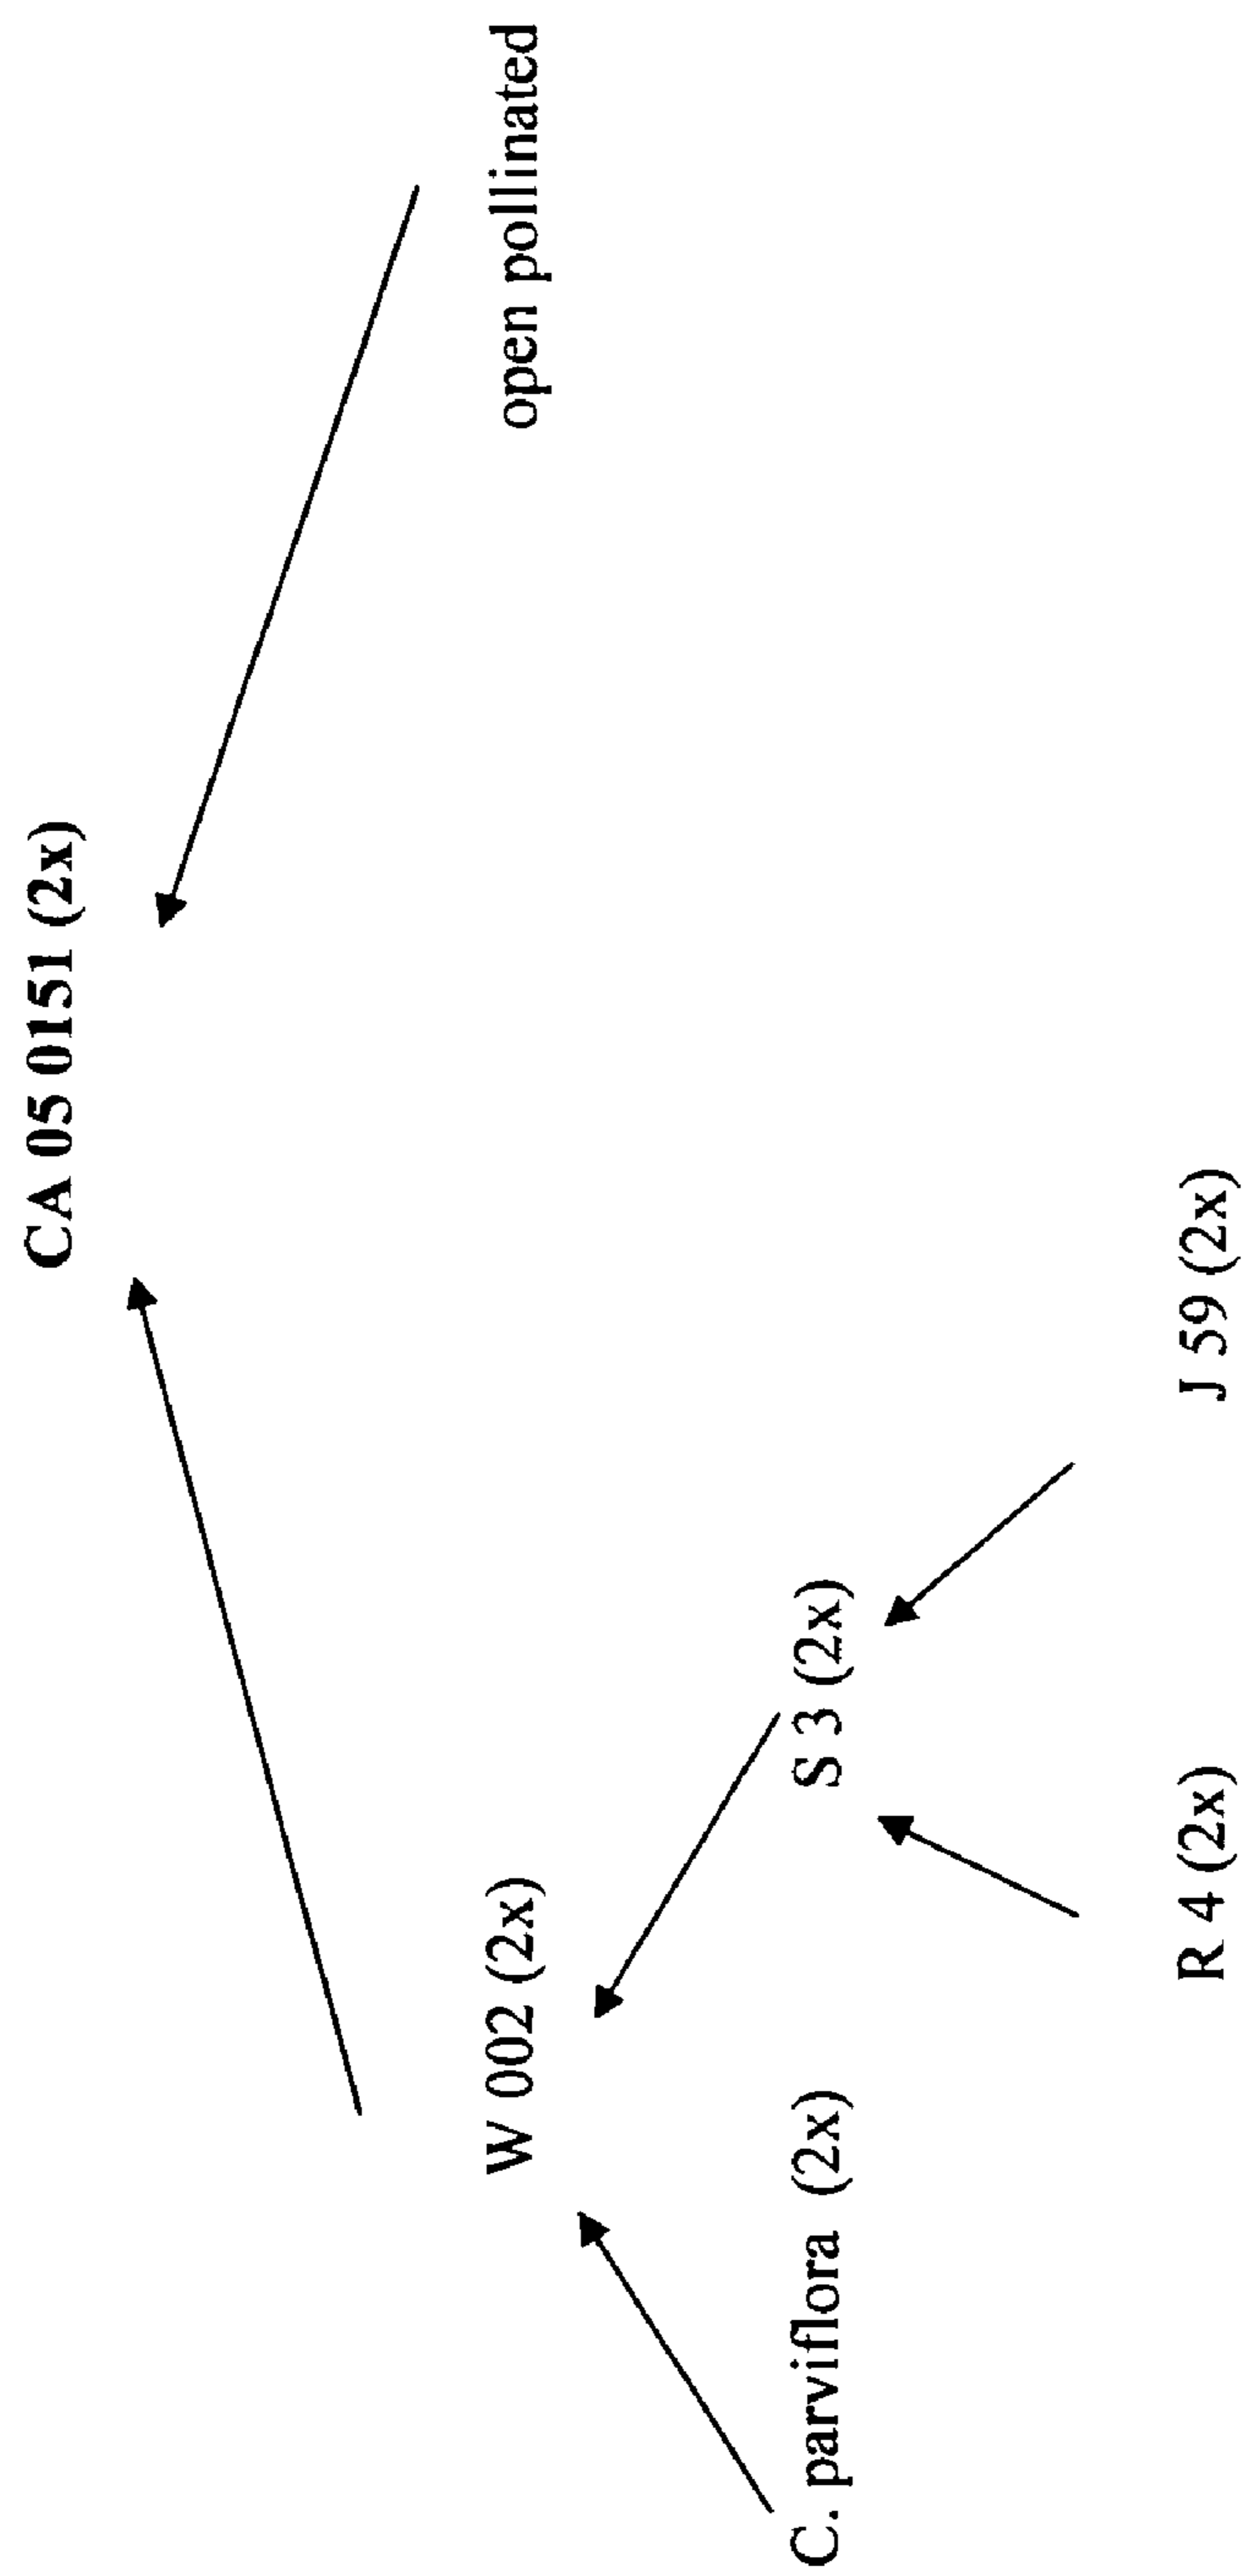 CA 05 0151 (2x)
W 002 (2x)
open pollinated
C. parviflora (2x)
S 3 (2x)
R 4 (2x)
J 59 (2x)